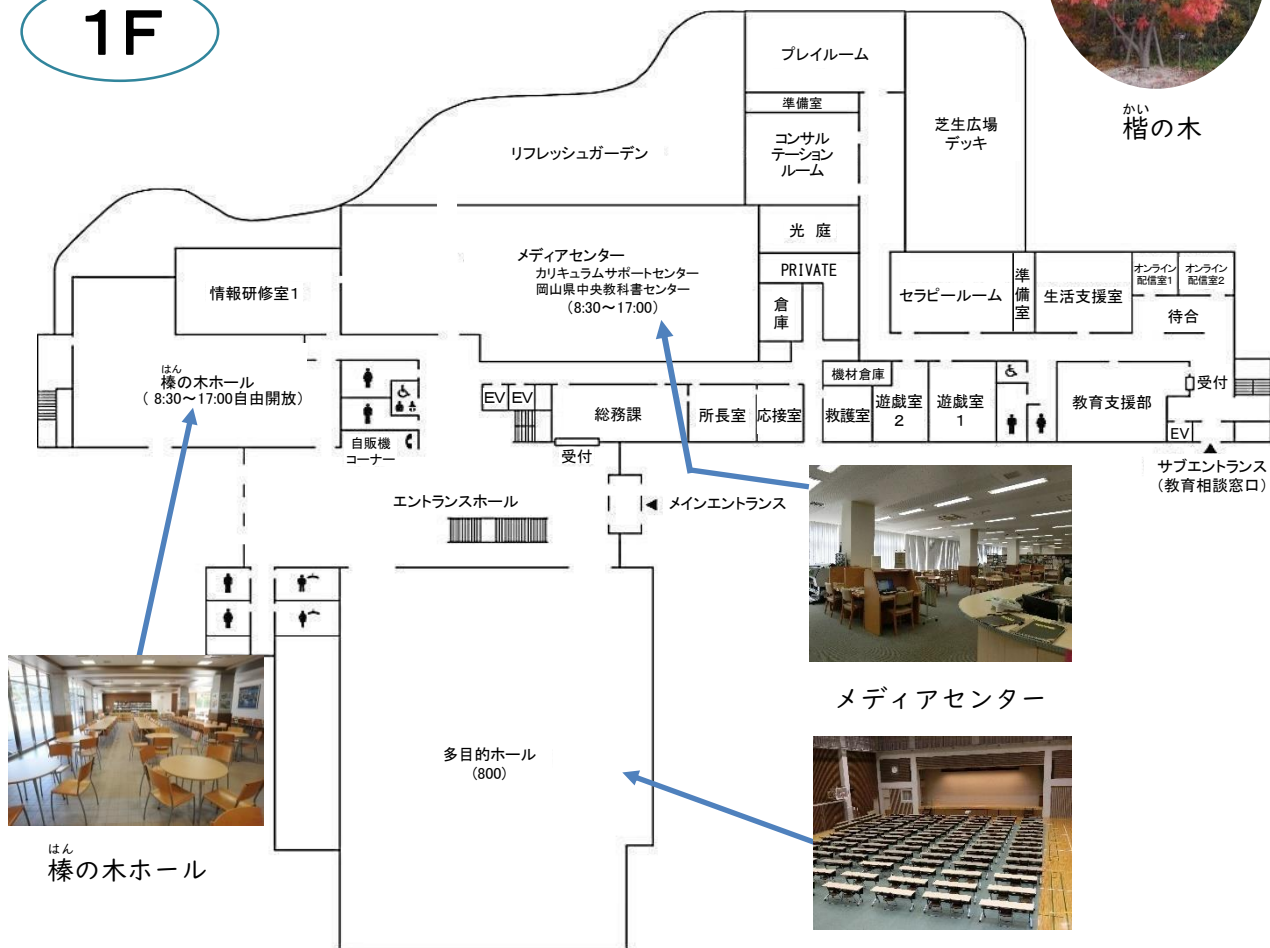 1F
かい
楷の木
プレイルーム
準備室
コンサル
テーション
ルーム
芝生広場
デッキ
リフレッシュガーデン
光 庭
PRIVATE
倉
庫
メディアセンター
カリキュラムサポートセンター
岡山県中央教科書センター
(8:30～17:00)
情報研修室1
セラピールーム
準
備
室
生活支援室
オンライン
配信室1
オンライン
配信室2
待合
はん
榛の木ホール
( 8:30～17:00自由開放)
自販機
コーナー
EV
EV
総務課
所長室
応接室
受付
機材倉庫
救護室
遊戯室
2
遊戯室
1
教育支援部
受付
EV
サブエントランス
(教育相談窓口)
エントランスホール
メインエントランス
メディアセンター
多目的ホール
(800)
はん
榛の木ホール